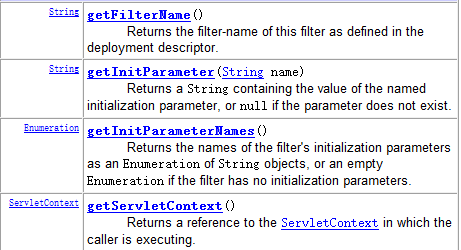 String getFilterName()
Returns the filter-name of this filter as defined in the
deployment descriptor.
String getInitParameter(String name)
Returns a String containing the value of the named
initialization parameter, or null if the parameter does not exist.
Enumeration getInitParameterNames()
Returns the names of the filter's initialization parameters
as an Enumeration of String objects, or an empty
Enumeration if the filter has no initialization parameters.
ServletContext getServletContext()
Returns a reference to the ServletContext in which the
caller is executing.